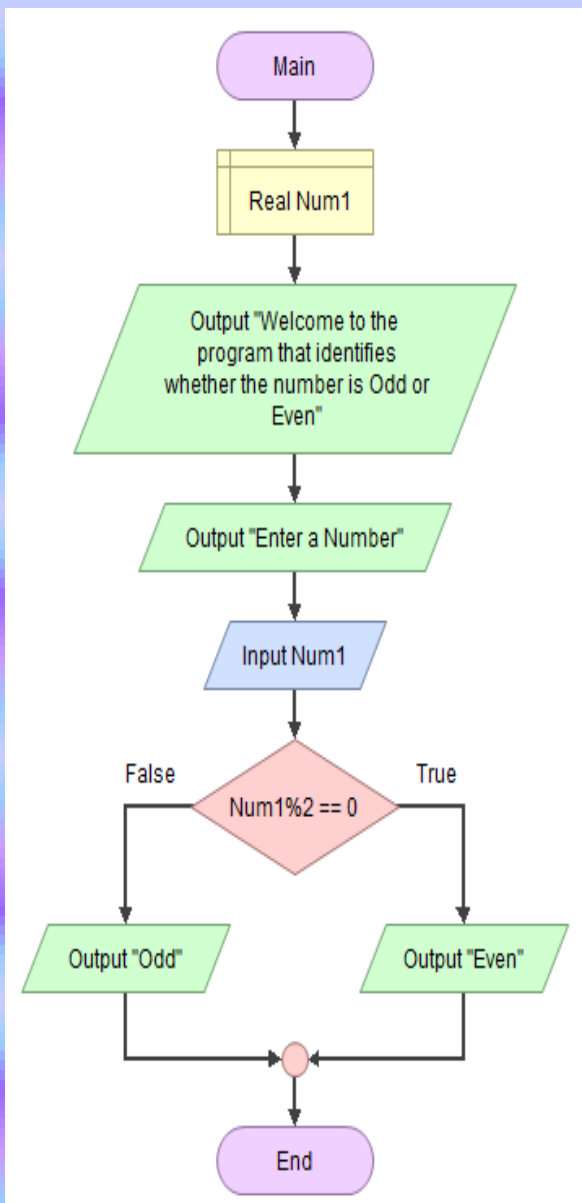 Main
Real Num1
Output "Welcome to the
program that identifies
whether the number is Odd or
Even"
Output "Enter a Number"
Input Num1
False
True
Num1%2 == 0
Output "Odd"
Output "Even"
End